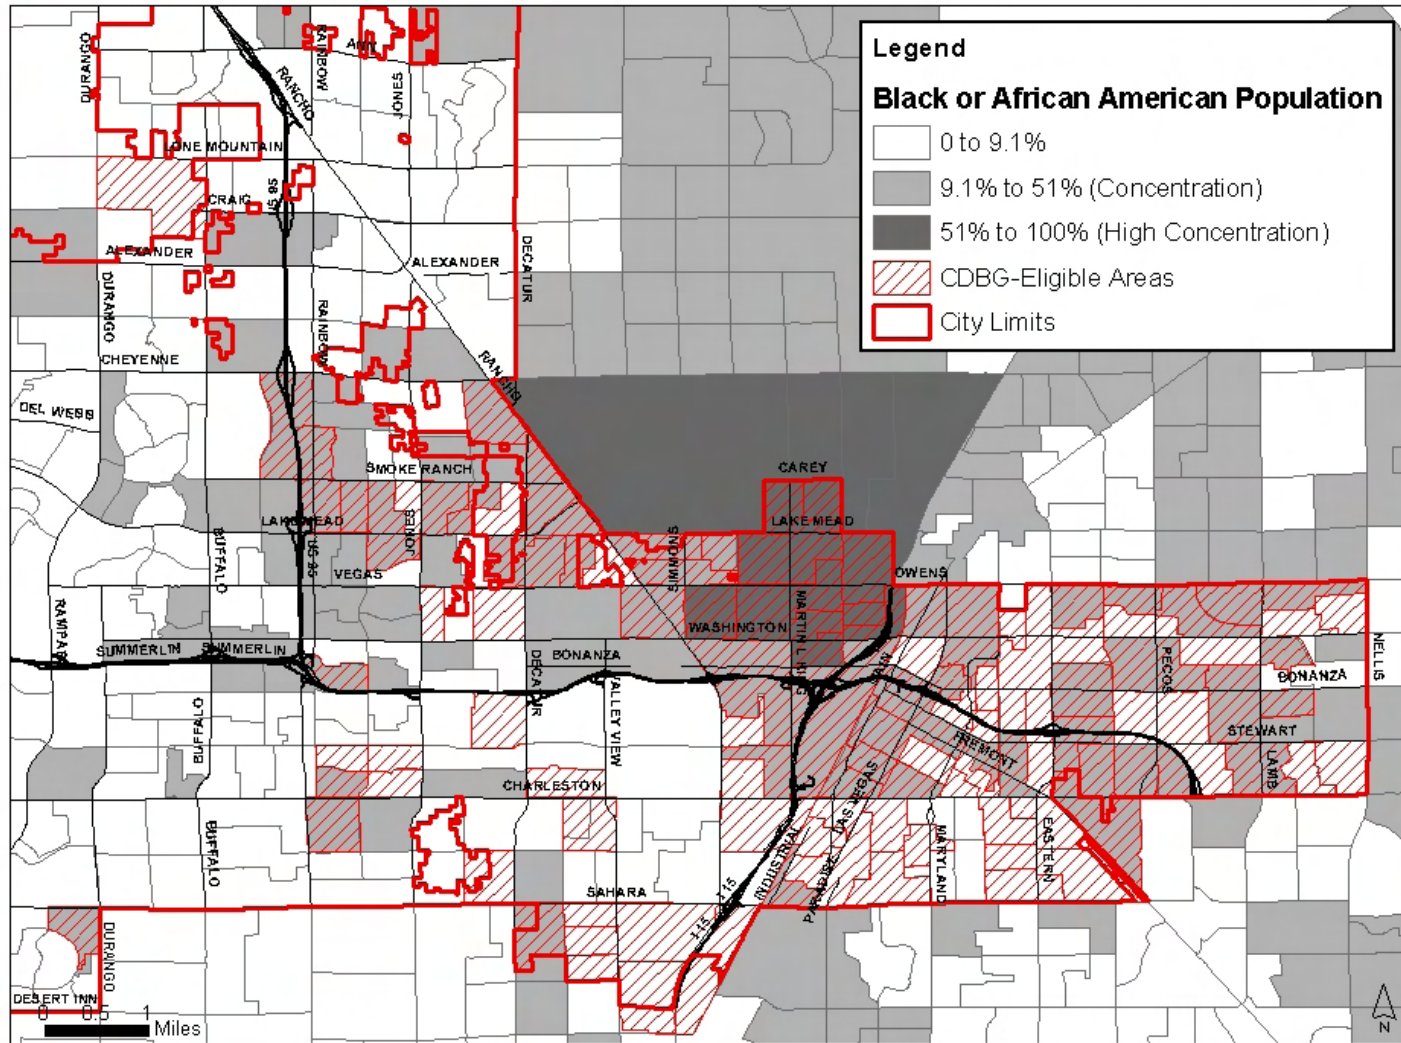 Legend
Black or African American Population
0 to 9.1%
9.1% to 51% (Concentration)
51% to 100% (High Concentration)
CDBG-Eligible Areas
City Limits
DURANGO
RANCHO
RAINBOW
JONES
LONE MOUNTAIN
US 95
CRAIG
ALEXANDER
ALEXANDER
DECATUR
DURANGO
RAINBOW
CHEYENNE
RANCHO
DEL WEBB
SMOKE RANCH
CAREY
LAKE MEAD
JONES
LAKE MEAD
BUFFALO
US 95
VEGAS
SIMMONS
OWENS
RAMPAR
MARTIN L KING
WASHINGTON
SUMMERLIN
SUMMERLIN
DECATUR
BONANZA
MAIN
PECOS
BONANZA
NELLIS
BUFFALO
VALLEY VIEW
FREMONT
STEWART
LAMB
CHARLESTON
LAS VEGAS
BUFFALO
INDUSTRIAL
PARADISE
MARYLAND
EASTERN
SAHARA
I-15
I-15
DURANGO
DESERT INN
0 0.5 1
Miles
N